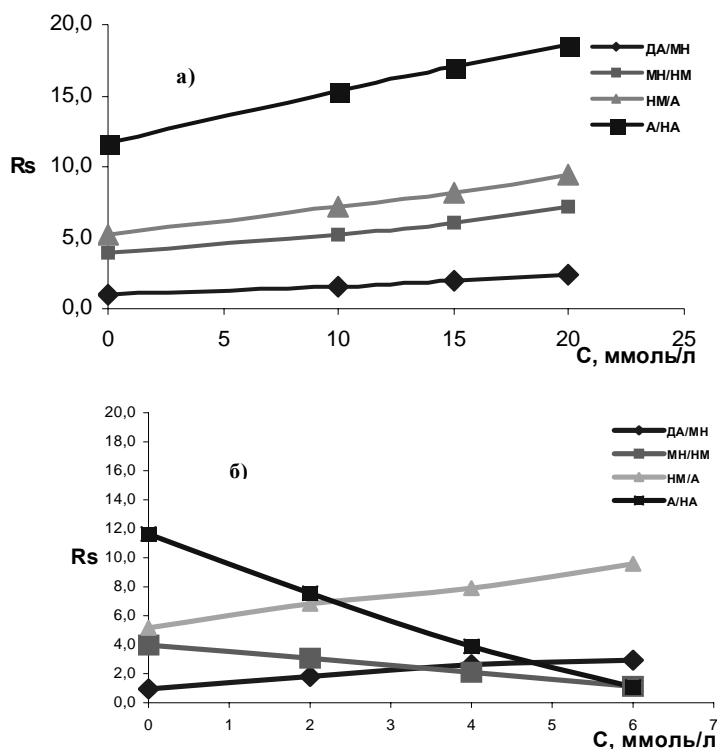 20,0
15,0
10,0
5,0
0,0
Rs
а)
ДА/МН
МН/НМ
НМ/А
А/НА
0 5 10 15 20 25
С, ммоль/л
20,0
18,0
16,0
14,0
12,0
10,0
8,0
6,0
4,0
2,0
0,0
Rs
б)
ДА/МН
МН/НМ
НМ/А
А/НА
0 1 2 3 4 5 6 7
С, ммоль/л